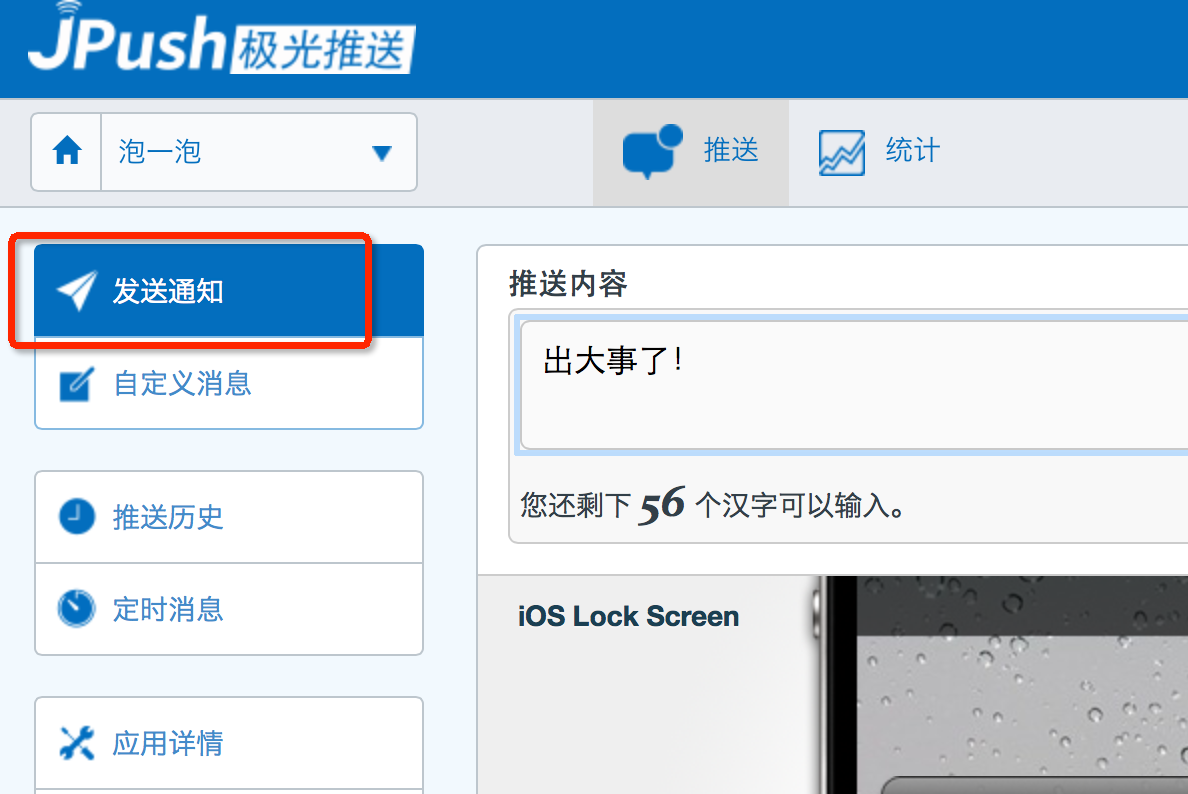 JPush极光推送
泡一泡
推送
统计
发送通知
自定义消息
推送历史
定时消息
应用详情
推送内容
出大事了!
您还剩下 56 个汉字可以输入。
iOS Lock Screen